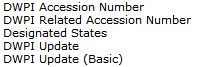 DWPI Accession Number
DWPI Related Accession Number
Designated States
DWPI Update
DWPI Update (Basic)